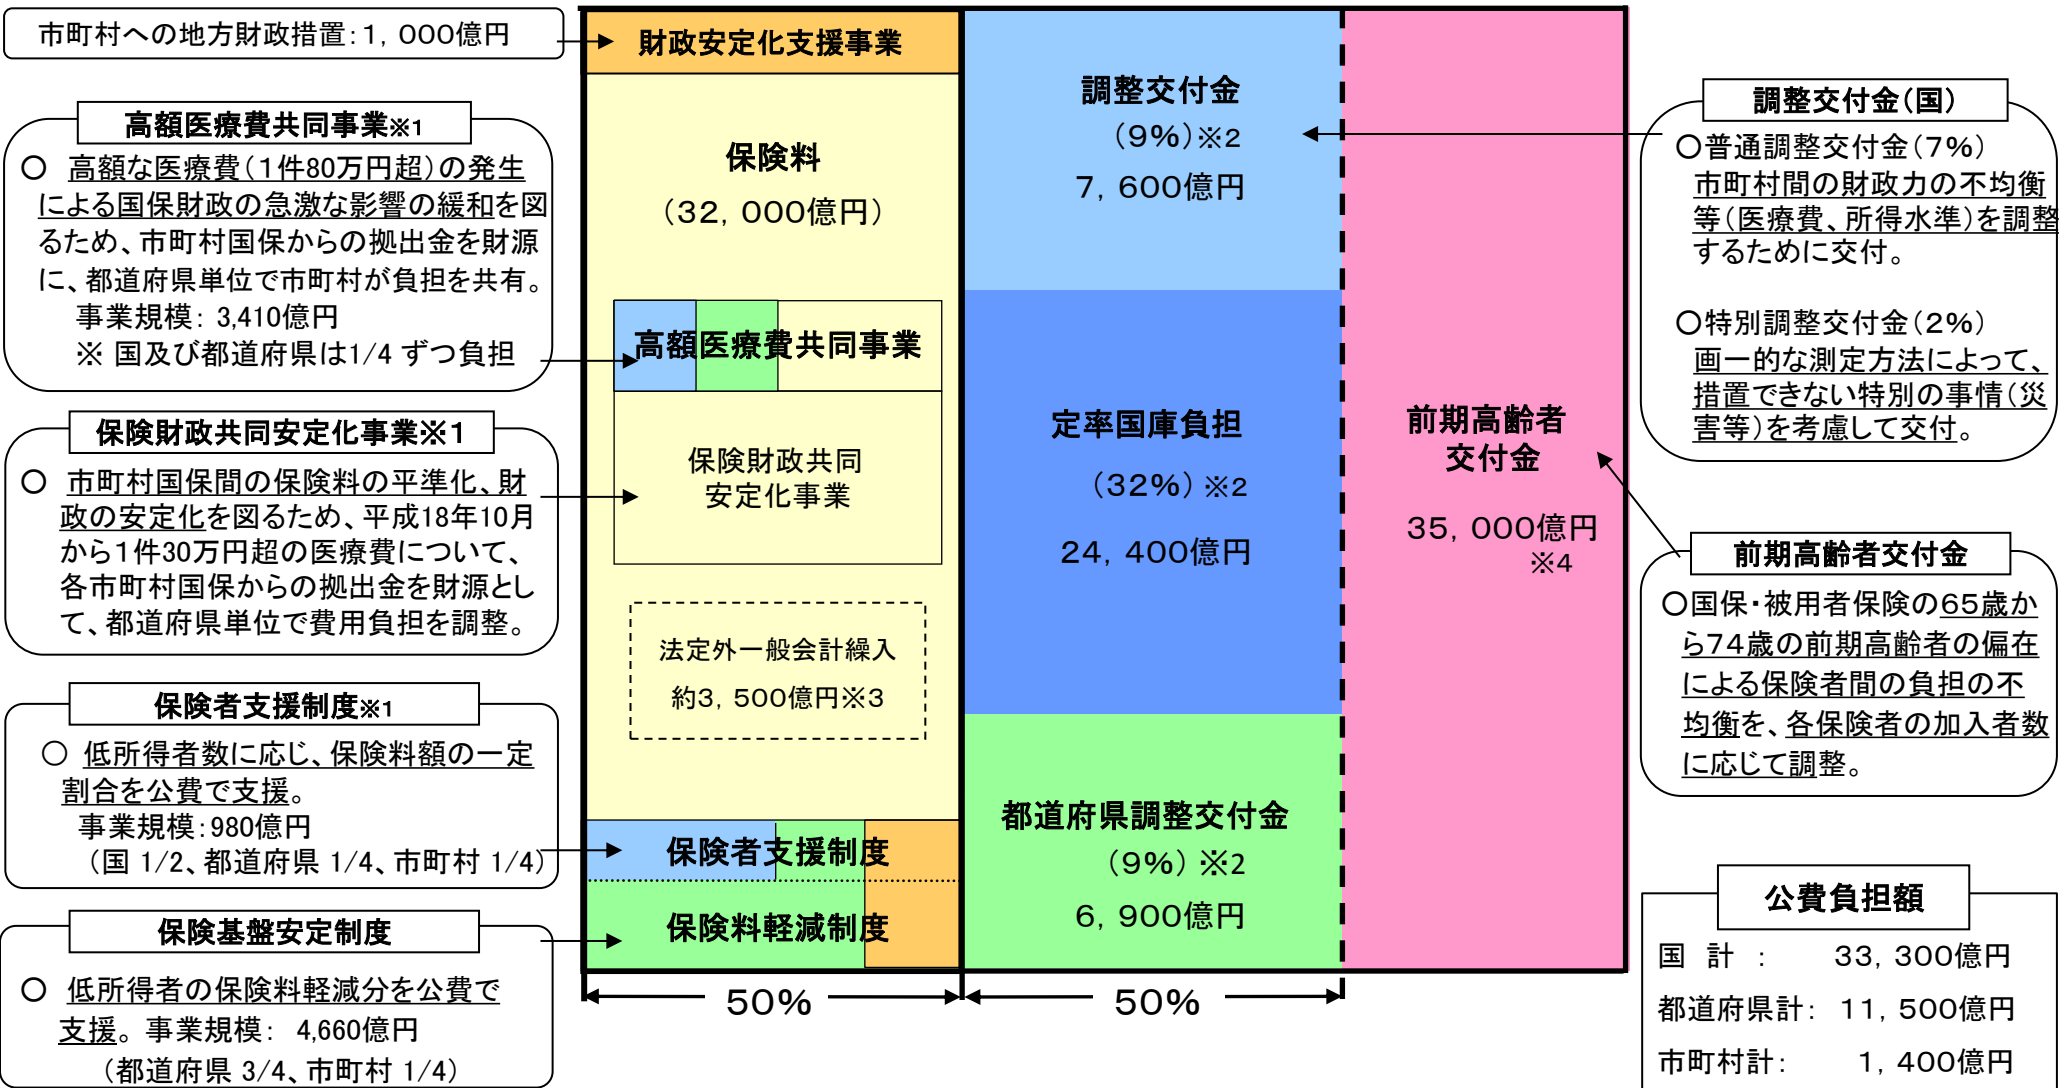 市町村への地方財政措置：１，０００億円
高額医療費共同事業※１
○ 高額な医療費（１件８０万円超）の発生
による国保財政の急激な影響の緩和を図
るため、市町村国保からの拠出金を財源
に、都道府県単位で市町村が負担を共有。
事業規模： 3,410億円
※ 国及び都道府県は1/4 ずつ負担
保険財政共同安定化事業※１
○ 市町村国保間の保険料の平準化、財
政の安定化を図るため、平成18年10月
から１件３０万円超の医療費について、
各市町村国保からの拠出金を財源とし
て、都道府県単位で費用負担を調整。
保険者支援制度※１
○ 低所得者数に応じ、保険料額の一定
割合を公費で支援。
事業規模：980億円
（国 1/2、都道府県 1/4、市町村 1/4）
保険基盤安定制度
○ 低所得者の保険料軽減分を公費で
支援。事業規模： 4,660億円
（都道府県 3/4、市町村 1/4）
財政安定化支援事業
保険料
（３２，０００億円）
高額医療費共同事業
保険財政共同
安定化事業
法定外一般会計繰入
約３，５００億円※３
保険者支援制度
保険料軽減制度
５０％
調整交付金
（９％）※２
７，６００億円
定率国庫負担
（３２％）※２
２４，４００億円
都道府県調整交付金
（９％）※２
６，９００億円
５０％
前期高齢者
交付金
３５，０００億円
※４
調整交付金（国）
○普通調整交付金（７％）
市町村間の財政力の不均衡
等（医療費、所得水準）を調整
するために交付。
○特別調整交付金（２％）
画一的な測定方法によって、
措置できない特別の事情（災
害等）を考慮して交付。
前期高齢者交付金
○国保・被用者保険の６５歳か
ら７４歳の前期高齢者の偏在
による保険者間の負担の不
均衡を、各保険者の加入者数
に応じて調整。
公費負担額
国 計 ： ３３，３００億円
都道府県計： １１，５００億円
市町村計： １，４００億円